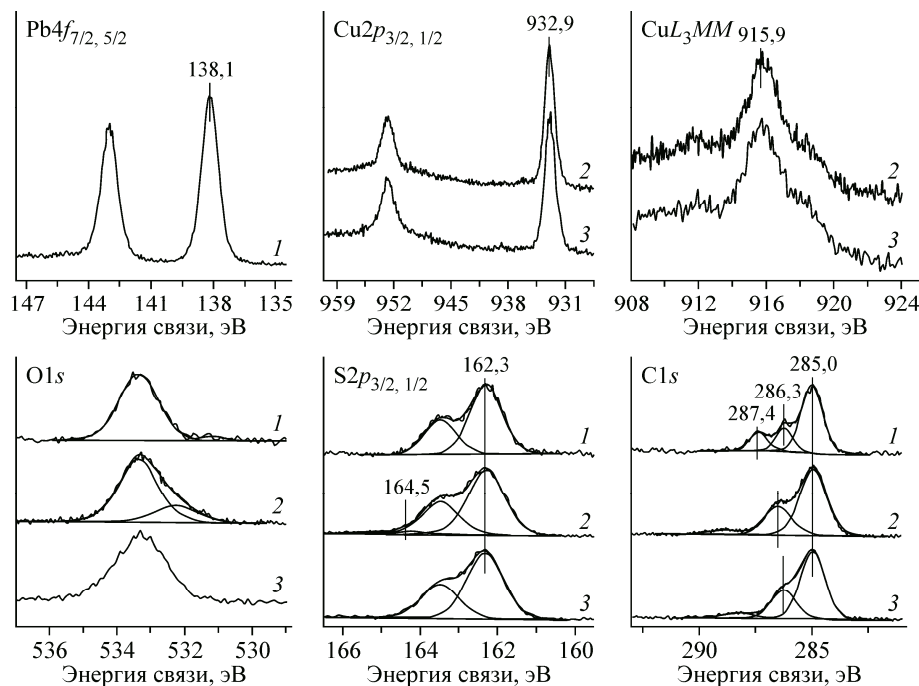 Pb4f7/2, 5/2
138,1
1
147 144 141 138 135
Энергия связи, эВ
Cu2p3/2, 1/2
932,9
2
3
959 952 945 938 931
Энергия связи, эВ
CuL3MM
915,9
2
3
908 912 916 920 924
Энергия связи, эВ
O1s
1
2
3
536 533 531 529
Энергия связи, эВ
S2p3/2, 1/2
162,3
1
164,5
2
3
166 164 162 160
Энергия связи, эВ
C1s
285,0
286,3
287,4
1
2
3
290 285
Энергия связи, эВ